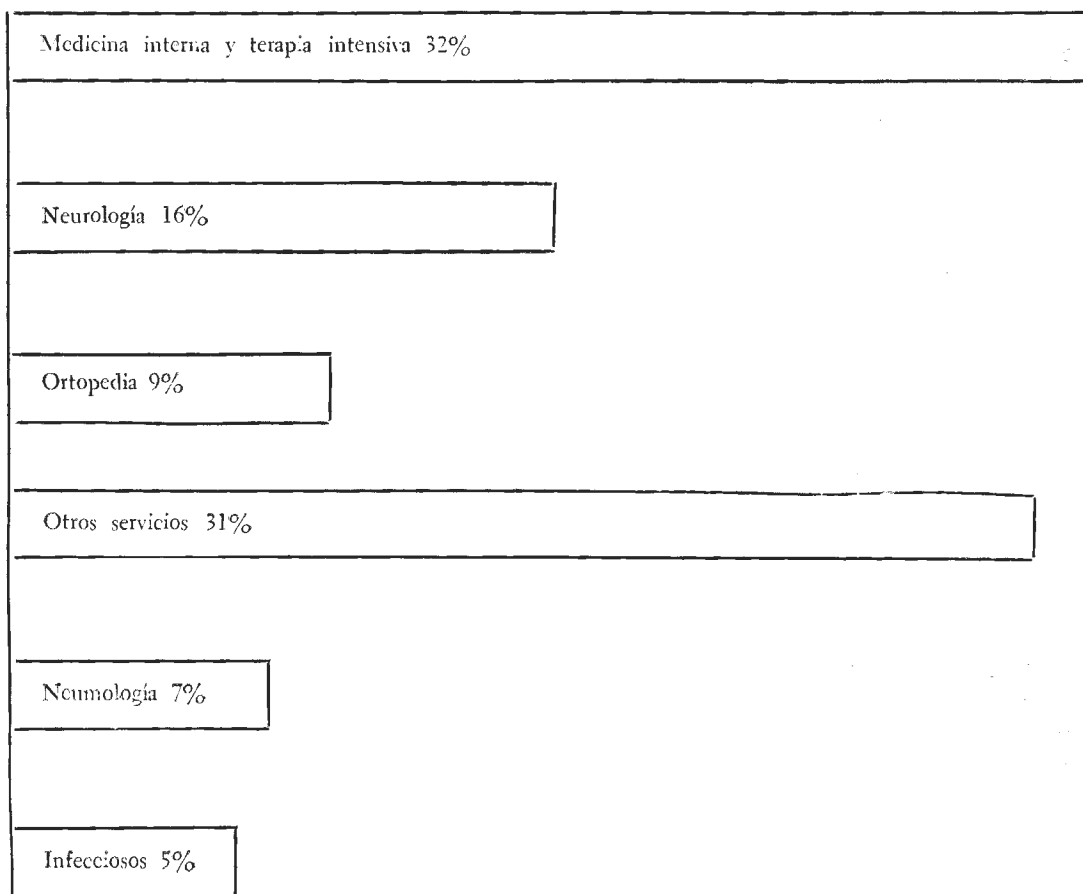 Medicina interna y terapia intensiva 32%
Neurología 16%
Ortopedia 9%
Otros servicios 31%
Neumología 7%
Infecciosos 5%